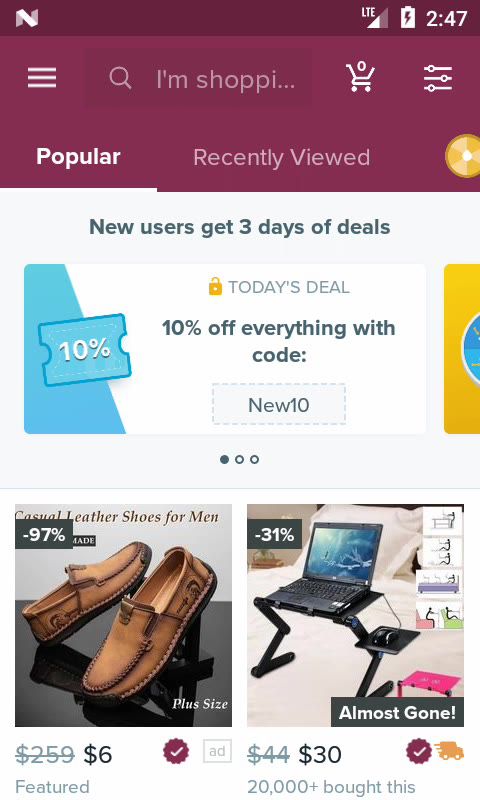 LTE 2:47
I'm shoppi...
0
Popular
Recently Viewed
New users get 3 days of deals
TODAY'S DEAL
10%
10% off everything with
code:
New10
Casual Leather Shoes for Men
-97%
MADE
Plus Size
-31%
Almost Gone!
$259 $6
ad
$44 $30
Featured
20,000+ bought this